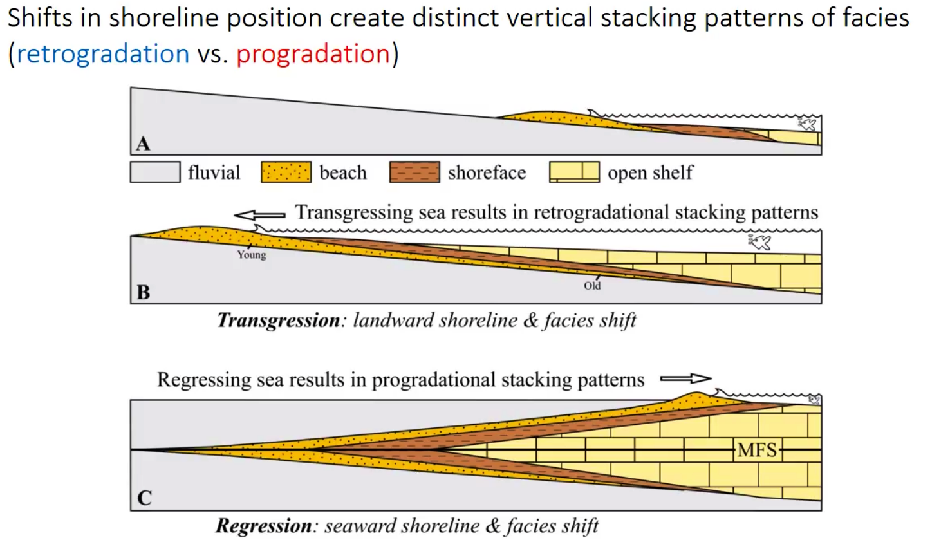 Shifts in shoreline position create distinct vertical stacking patterns of facies
(retrogradation vs. progradation)
A
fluvial beach shoreface open shelf
Transgressing sea results in retrogradational stacking patterns
Young
Old
B
Transgression: landward shoreline & facies shift
Regressing sea results in progradational stacking patterns
MFS
C
Regression: seaward shoreline & facies shift